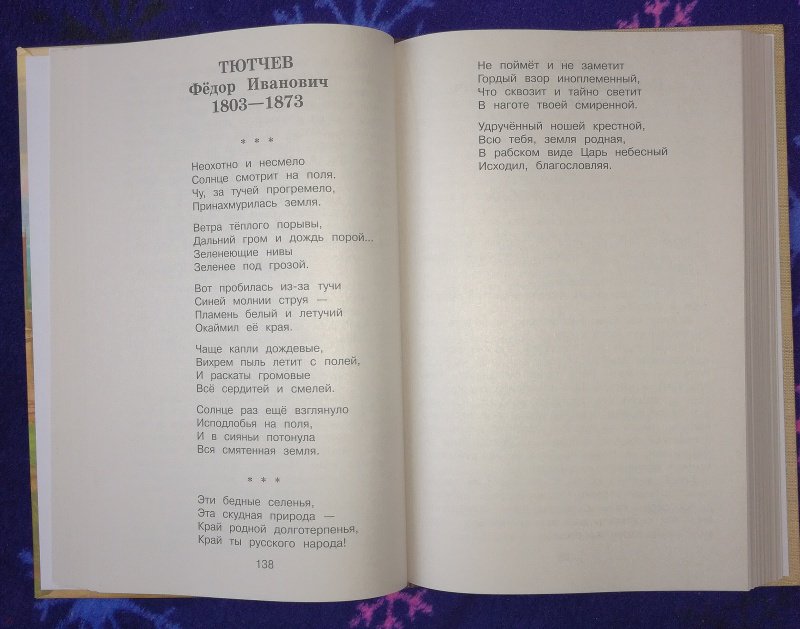 ТЮТЧЕВ
Фёдор Иванович
1803—1873
* * *
Неохотно и несмело
Солнце смотрит на поля.
Чу, за тучей прогремело,
Принахмурилась земля.
Ветра тёплого порывы,
Дальний гром и дождь порой...
Зеленеющие нивы
Зеленее под грозой.
Вот пробилась из-за тучи
Синей молнии струя —
Пламень белый и летучий
Окаймил её края.
Чаще капли дождевые,
Вихрем пыль летит с полей,
И раскаты громовые
Всё сердитей и смелей.
Солнце раз ещё взглянуло
Исподлобья на поля,
И в сияньи потонула
Вся смятенная земля.
* * *
Эти бедные селенья,
Эта скудная природа —
Край родной долготерпенья,
Край ты русского народа!
138
Не поймёт и не заметит
Гордый взор иноплеменный,
Что сквозит и тайно светит
В наготе твоей смиренной.
Удручённый ношей крестной,
Всю тебя, земля родная,
В рабском виде Царь небесный
Исходил, благословляя.